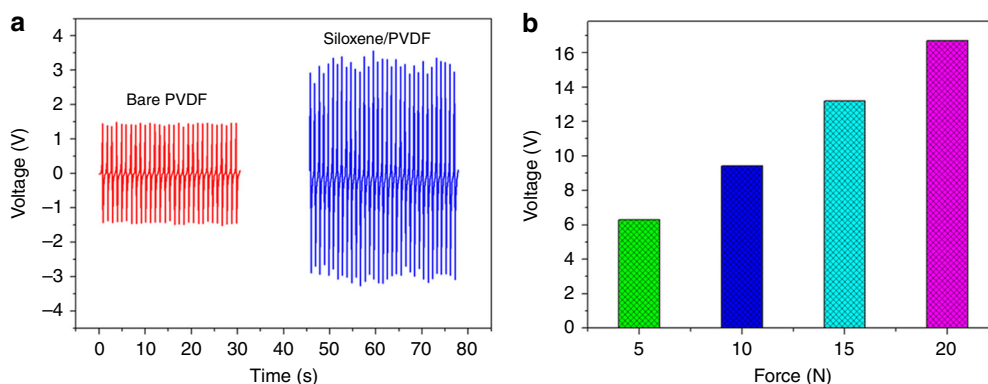 a
Bare PVDF
Siloxene/PVDF
Voltage (V)
4
3
2
1
0
–1
–2
–3
–4
0 10 20 30 40 50 60 70 80
Time (s)
b
Voltage (V)
16
14
12
10
8
6
4
2
0
5 10 15 20
Force (N)